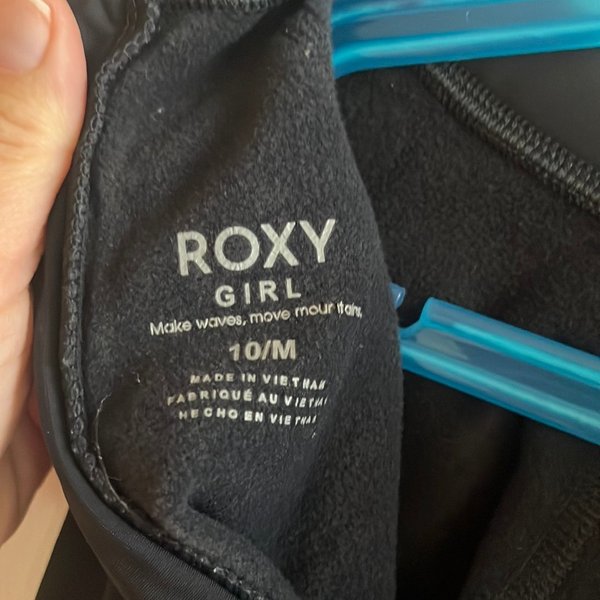 ROXY
GIRL
Make waves, move mountains.
10/M
MADE IN VIETNAM
FABRIQUÉ AU VIETNAM
HECHO EN VIETNAM